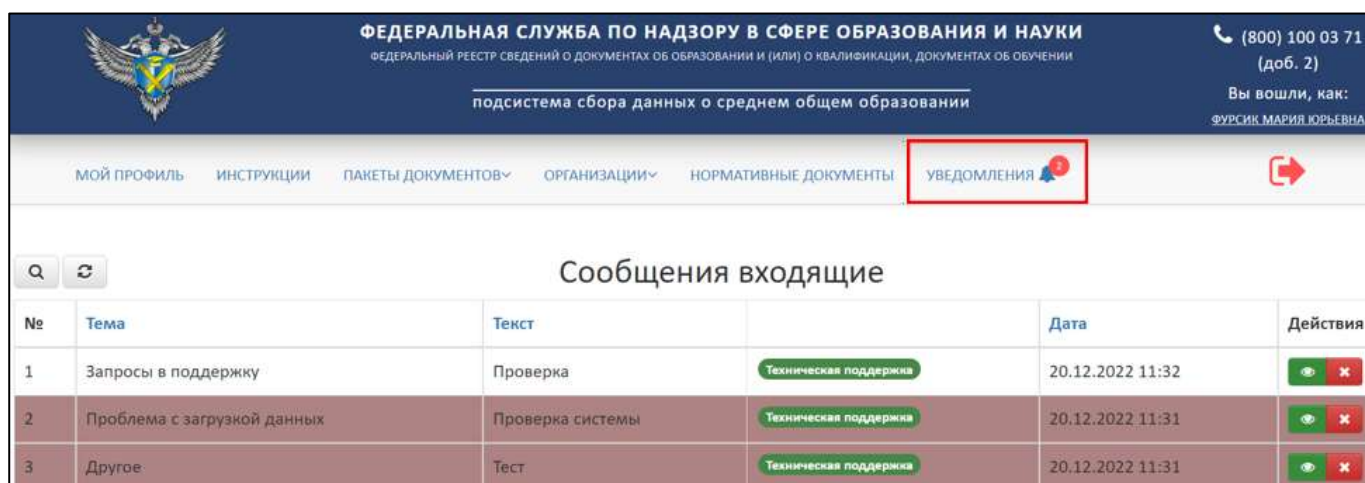 ФЕДЕРАЛЬНАЯ СЛУЖБА ПО НАДЗОРУ В СФЕРЕ ОБРАЗОВАНИЯ И НАУКИ
ФЕДЕРАЛЬНЫЙ РЕЕСТР СВЕДЕНИЙ О ДОКУМЕНТАХ ОБ ОБРАЗОВАНИИ И (ИЛИ) О КВАЛИФИКАЦИИ, ДОКУМЕНТАХ ОБ ОБУЧЕНИИ
подсистема сбора данных о среднем общем образовании
(800) 100 03 71
(доб. 2)
Вы вошли, как:
ФУРСИК МАРИЯ ЮРЬЕВНА
МОЙ ПРОФИЛЬ ИНСТРУКЦИИ ПАКЕТЫ ДОКУМЕНТОВ ОРГАНИЗАЦИИ НОРМАТИВНЫЕ ДОКУМЕНТЫ УВЕДОМЛЕНИЯ 2
Сообщения входящие
№ Тема Текст Дата Действия
1 Запросы в поддержку Проверка Техническая поддержка 20.12.2022 11:32
2 Проблема с загрузкой данных Проверка системы Техническая поддержка 20.12.2022 11:31
3 Другое Тест Техническая поддержка 20.12.2022 11:31